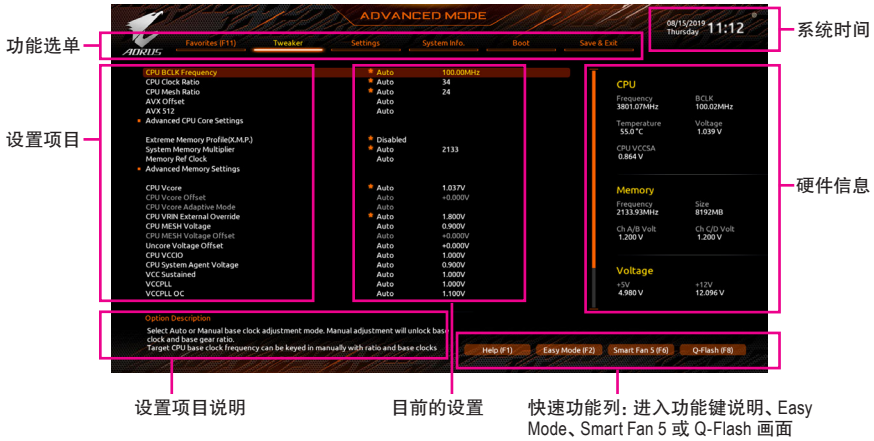 ADVANCED MODE
08/15/2019
Thursday
11:12
系统时间
功能选单
AORUS
Favorites (F11)
Tweaker
Settings
System Info.
Boot
Save & Exit
设置项目
CPU BCLK Frequency Auto 100.00MHz
CPU Clock Ratio Auto 34
CPU Mesh Ratio Auto 24
AVX Offset Auto
AVX 512 Auto
Advanced CPU Core Settings
Extreme Memory Profile(X.M.P.) Disabled
System Memory Multiplier Auto 2133
Memory Ref Clock Auto
Advanced Memory Settings
CPU Vcore Auto 1.037V
CPU Vcore Offset Auto +0.000V
CPU Vcore Adaptive Mode Auto
CPU VRIN External Override Auto 1.800V
CPU MESH Voltage Auto 0.900V
CPU MESH Voltage Offset Auto +0.000V
Uncore Voltage Offset Auto +0.000V
CPU VCCIO Auto 1.000V
CPU System Agent Voltage Auto 0.900V
VCC Sustained Auto 1.000V
VCCPLL Auto 1.000V
VCCPLL OC Auto 1.100V
CPU
Frequency BCLK
3801.07MHz 100.02MHz
Temperature Voltage
55.0 °C 1.039 V
CPU VCCSA
0.864 V
Memory
Frequency Size
2133.93MHz 8192MB
Ch A/B Volt Ch C/D Volt
1.200 V 1.200 V
Voltage
+5V +12V
4.980 V 12.096 V
硬件信息
Option Description
Select Auto or Manual base clock adjustment mode. Manual adjustment will unlock base
clock and base gear ratio.
Target CPU base clock frequency can be keyed in manually with ratio and base clocks
Help (F1)
Easy Mode (F2)
Smart Fan 5 (F6)
Q-Flash (F8)
设置项目说明
目前的设置
快速功能列: 进入功能键说明、Easy
Mode、Smart Fan 5 或 Q-Flash 画面